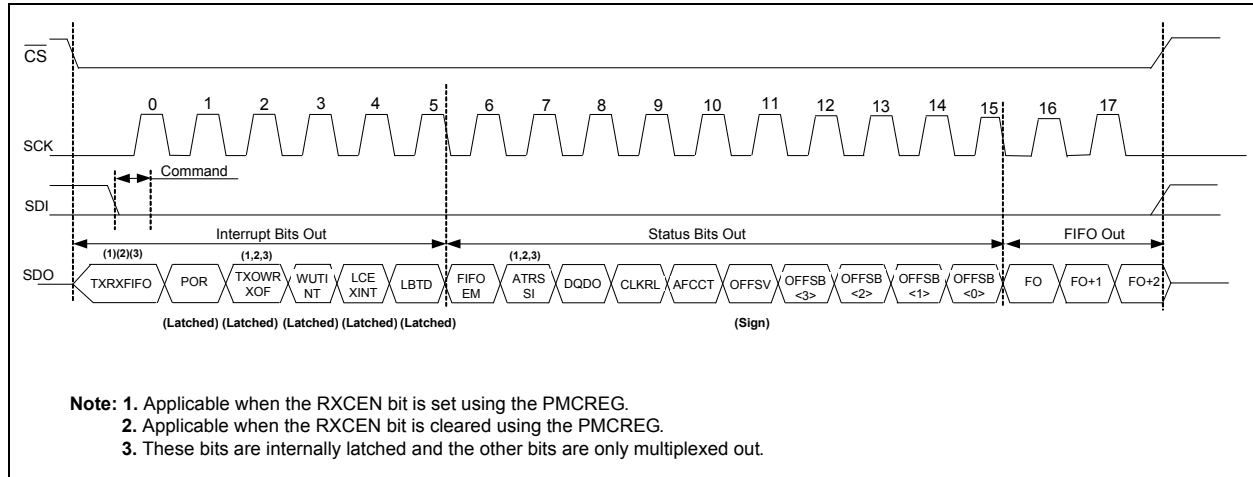 CS
0 1 2 3 4 5 6 7 8 9 10 11 12 13 14 15 16 17
SCK
Command
SDI
Interrupt Bits Out
Status Bits Out
FIFO Out
(1)(2)(3)
(1,2,3)
(1,2,3)
SDO
TXRXFIFO
POR
TXOWR
XOF
WUTI
NT
LCE
XINT
LBTD
FIFO
EM
ATRS
SI
DQDO
CLKRL
AFCCT
OFFSV
OFFSB
<3>
OFFSB
<2>
OFFSB
<1>
OFFSB
<0>
FO
FO+1
FO+2
(Latched) (Latched) (Latched) (Latched) (Latched)
(Sign)
Note: 1. Applicable when the RXCEN bit is set using the PMCREG.
2. Applicable when the RXCEN bit is cleared using the PMCREG.
3. These bits are internally latched and the other bits are only multiplexed out.